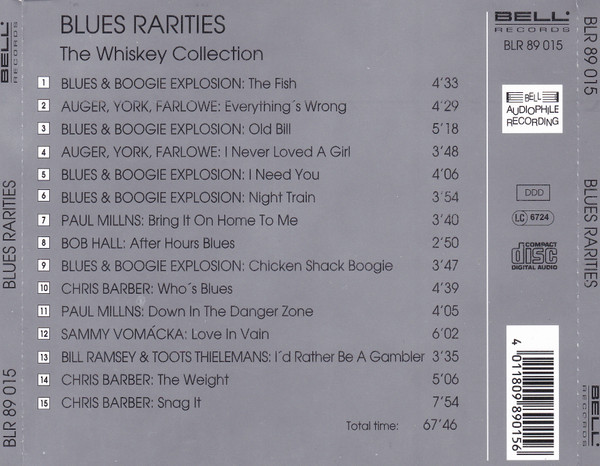 BLUES RARITIES
The Whiskey Collection
1 BLUES & BOOGIE EXPLOSION: The Fish 4'33
2 AUGER, YORK, FARLOWE: Everything´s Wrong 4'29
3 BLUES & BOOGIE EXPLOSION: Old Bill 5'18
4 AUGER, YORK, FARLOWE: I Never Loved A Girl 3'48
5 BLUES & BOOGIE EXPLOSION: I Need You 4'06
6 BLUES & BOOGIE EXPLOSION: Night Train 3'54
7 PAUL MILLNS: Bring It On Home To Me 3'40
8 BOB HALL: After Hours Blues 2'50
9 BLUES & BOOGIE EXPLOSION: Chicken Shack Boogie 3'47
10 CHRIS BARBER: Who´s Blues 4'39
11 PAUL MILLNS: Down In The Danger Zone 4'05
12 SAMMY VOMÁCKA: Love In Vain 6'02
13 BILL RAMSEY & TOOTS THIELEMANS: I´d Rather Be A Gambler 3'35
14 CHRIS BARBER: The Weight 5'06
15 CHRIS BARBER: Snag It 7'54
Total time: 67'46
BELL
RECORDS
BLR 89 015
BELL
AUDIOPHILE
RECORDING
DDD
LC 6724
COMPACT
disc
DIGITAL AUDIO
4 011809 890156
BELL
RECORDS
BLUES RARITIES
BLR 89 015
BLR 89 015
BLUES RARITIES
BELL
RECORDS